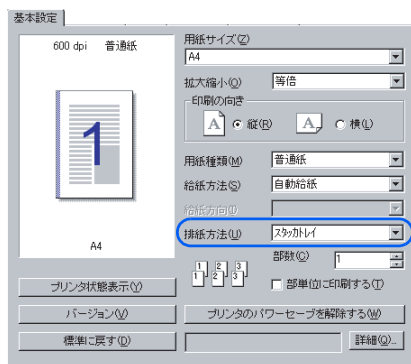 基本設定
600 dpi 普通紙
1
A4
プリンタ状態表示(Y)
バージョン(V)
標準に戻す(D)
用紙サイズ(Z)
A4
拡大縮小(O)
等倍
印刷の向き
A 縦(R) A 横(L)
用紙種類(M)
普通紙
給紙方法(S)
自動給紙
給紙方向(I)
排紙方法(U)
スタッカトレイ
部数(C)
1
1 1 2 2 3 3
部単位に印刷する(T)
プリンタのパワーセーブを解除する(W)
詳細(Q)...